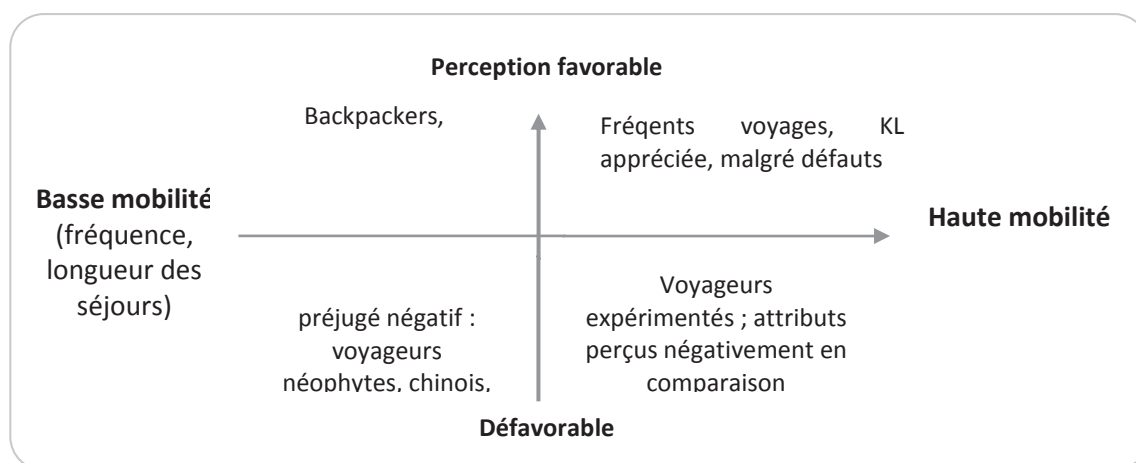 Perception favorable
Backpackers,
Fréqents voyages, KL
appréciée, malgré défauts
Basse mobilité
(fréquence,
longueur des
séjours)
Haute mobilité
préjugé négatif :
voyageurs
néophytes, chinois,
Voyageurs
expérimentés ; attributs
perçus négativement en
comparaison
Défavorable